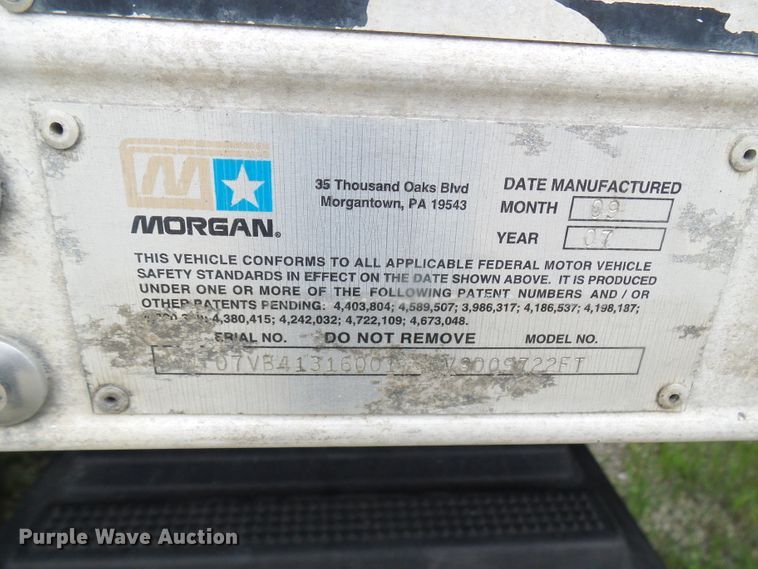 M
MORGAN®
35 Thousand Oaks Blvd
Morgantown, PA 19543
DATE MANUFACTURED
MONTH 09
YEAR 07
THIS VEHICLE CONFORMS TO ALL APPLICABLE FEDERAL MOTOR VEHICLE
SAFETY STANDARDS IN EFFECT ON THE DATE SHOWN ABOVE. IT IS PRODUCED
UNDER ONE OR MORE OF THE FOLLOWING PATENT NUMBERS AND / OR
OTHER PATENTS PENDING: 4,403,804; 4,589,507; 3,986,317; 4,186,537; 4,198,187;
4,380,415; 4,242,032; 4,722,109; 4,673,048.
SERIAL NO. DO NOT REMOVE MODEL NO.
Purple Wave Auction